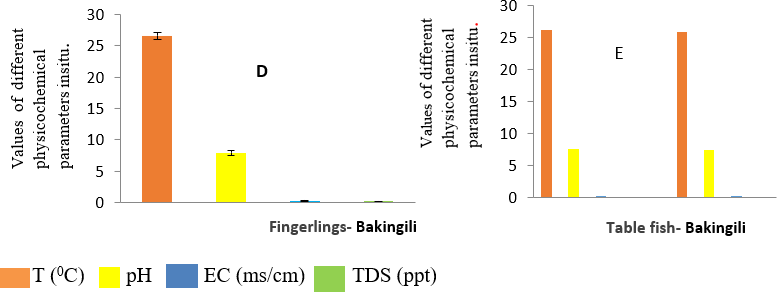 Values of different
physicochemical
parameters insitu.
30
25
20
15
10
5
0
D
Fingerlings- Bakingili
Values of different
physicochemical
parameters insitu.
30
25
20
15
10
5
0
E
Table fish- Bakingili
T (⁰C) pH EC (ms/cm) TDS (ppt)